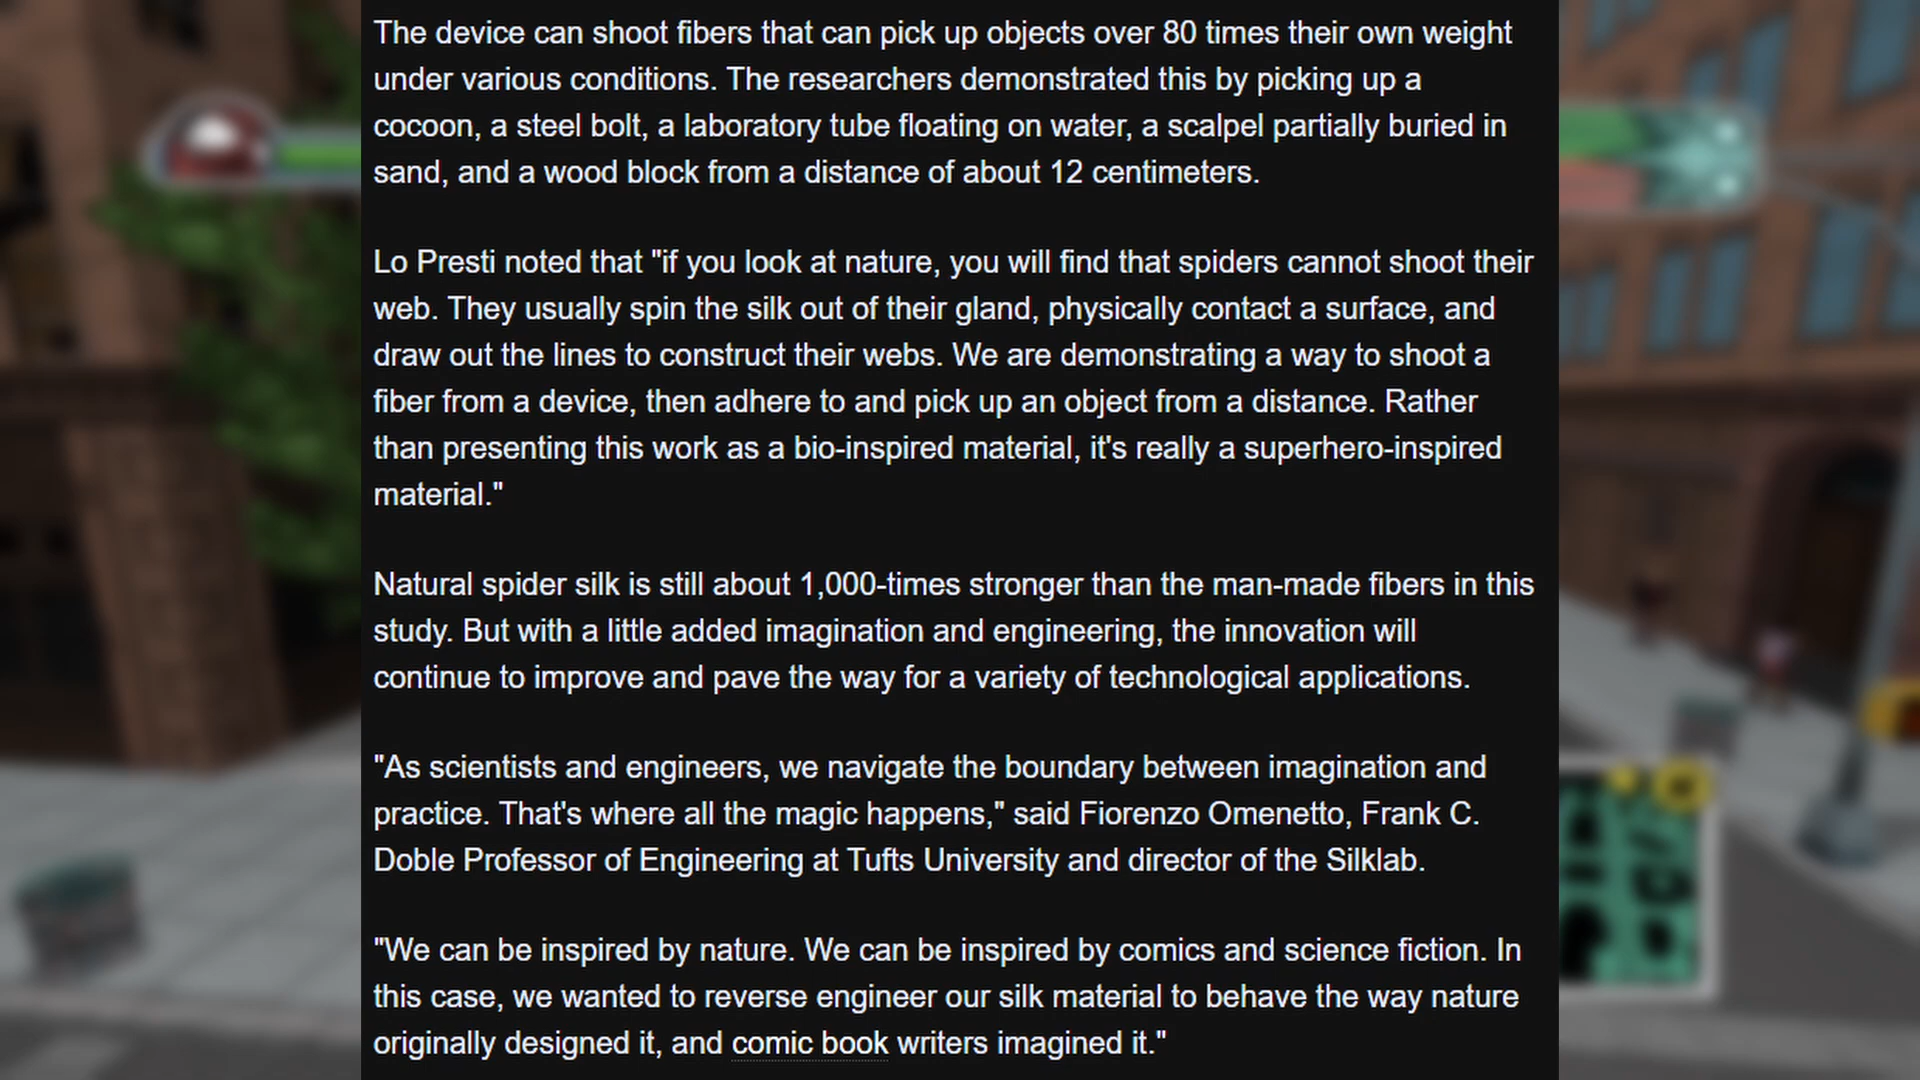 The device can shoot fibers that can pick up objects over 80 times their own weight
under various conditions. The researchers demonstrated this by picking up a
cocoon, a steel bolt, a laboratory tube floating on water, a scalpel partially buried in
sand, and a wood block from a distance of about 12 centimeters.
Lo Presti noted that "if you look at nature, you will find that spiders cannot shoot their
web. They usually spin the silk out of their gland, physically contact a surface, and
draw out the lines to construct their webs. We are demonstrating a way to shoot a
fiber from a device, then adhere to and pick up an object from a distance. Rather
than presenting this work as a bio-inspired material, it's really a superhero-inspired
material."
Natural spider silk is still about 1,000-times stronger than the man-made fibers in this
study. But with a little added imagination and engineering, the innovation will
continue to improve and pave the way for a variety of technological applications.
"As scientists and engineers, we navigate the boundary between imagination and
practice. That's where all the magic happens," said Fiorenzo Omenetto, Frank C.
Doble Professor of Engineering at Tufts University and director of the Silklab.
"We can be inspired by nature. We can be inspired by comics and science fiction. In
this case, we wanted to reverse engineer our silk material to behave the way nature
originally designed it, and comic book writers imagined it."